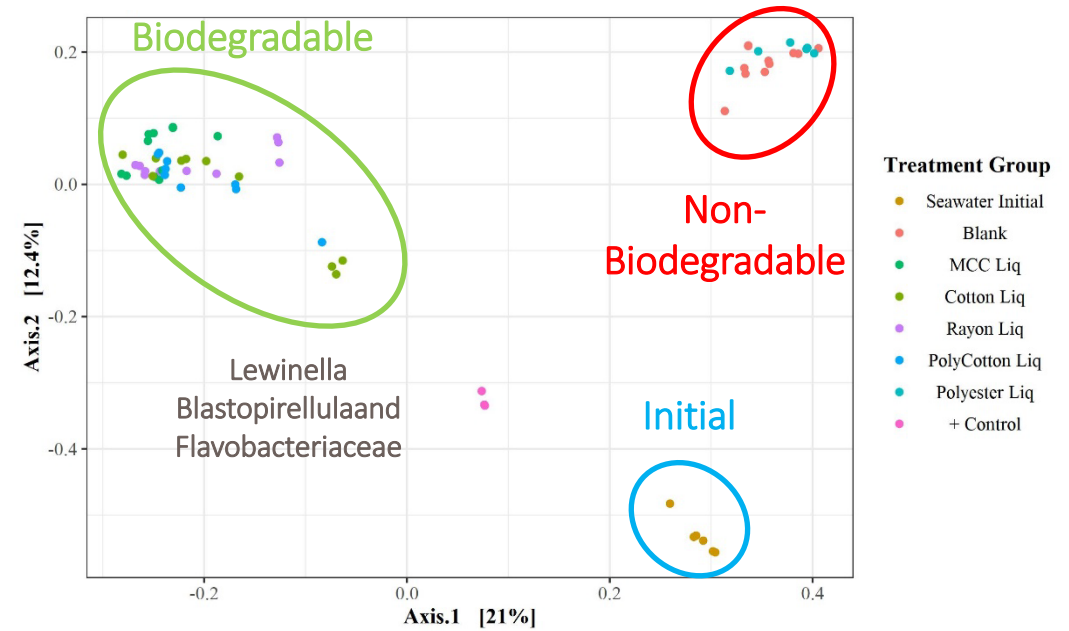 Biodegradable
Non-
Biodegradable
Lewinella
Blastopirellulaand
Flavobacteriaceae
Initial
0.2
0.0
-0.2
-0.4
Axis.2 [12.4%]
-0.2
0.0
0.2
0.4
Axis.1 [21%]
Treatment Group
Seawater Initial
Blank
MCC Liq
Cotton Liq
Rayon Liq
PolyCotton Liq
Polyester Liq
+ Control